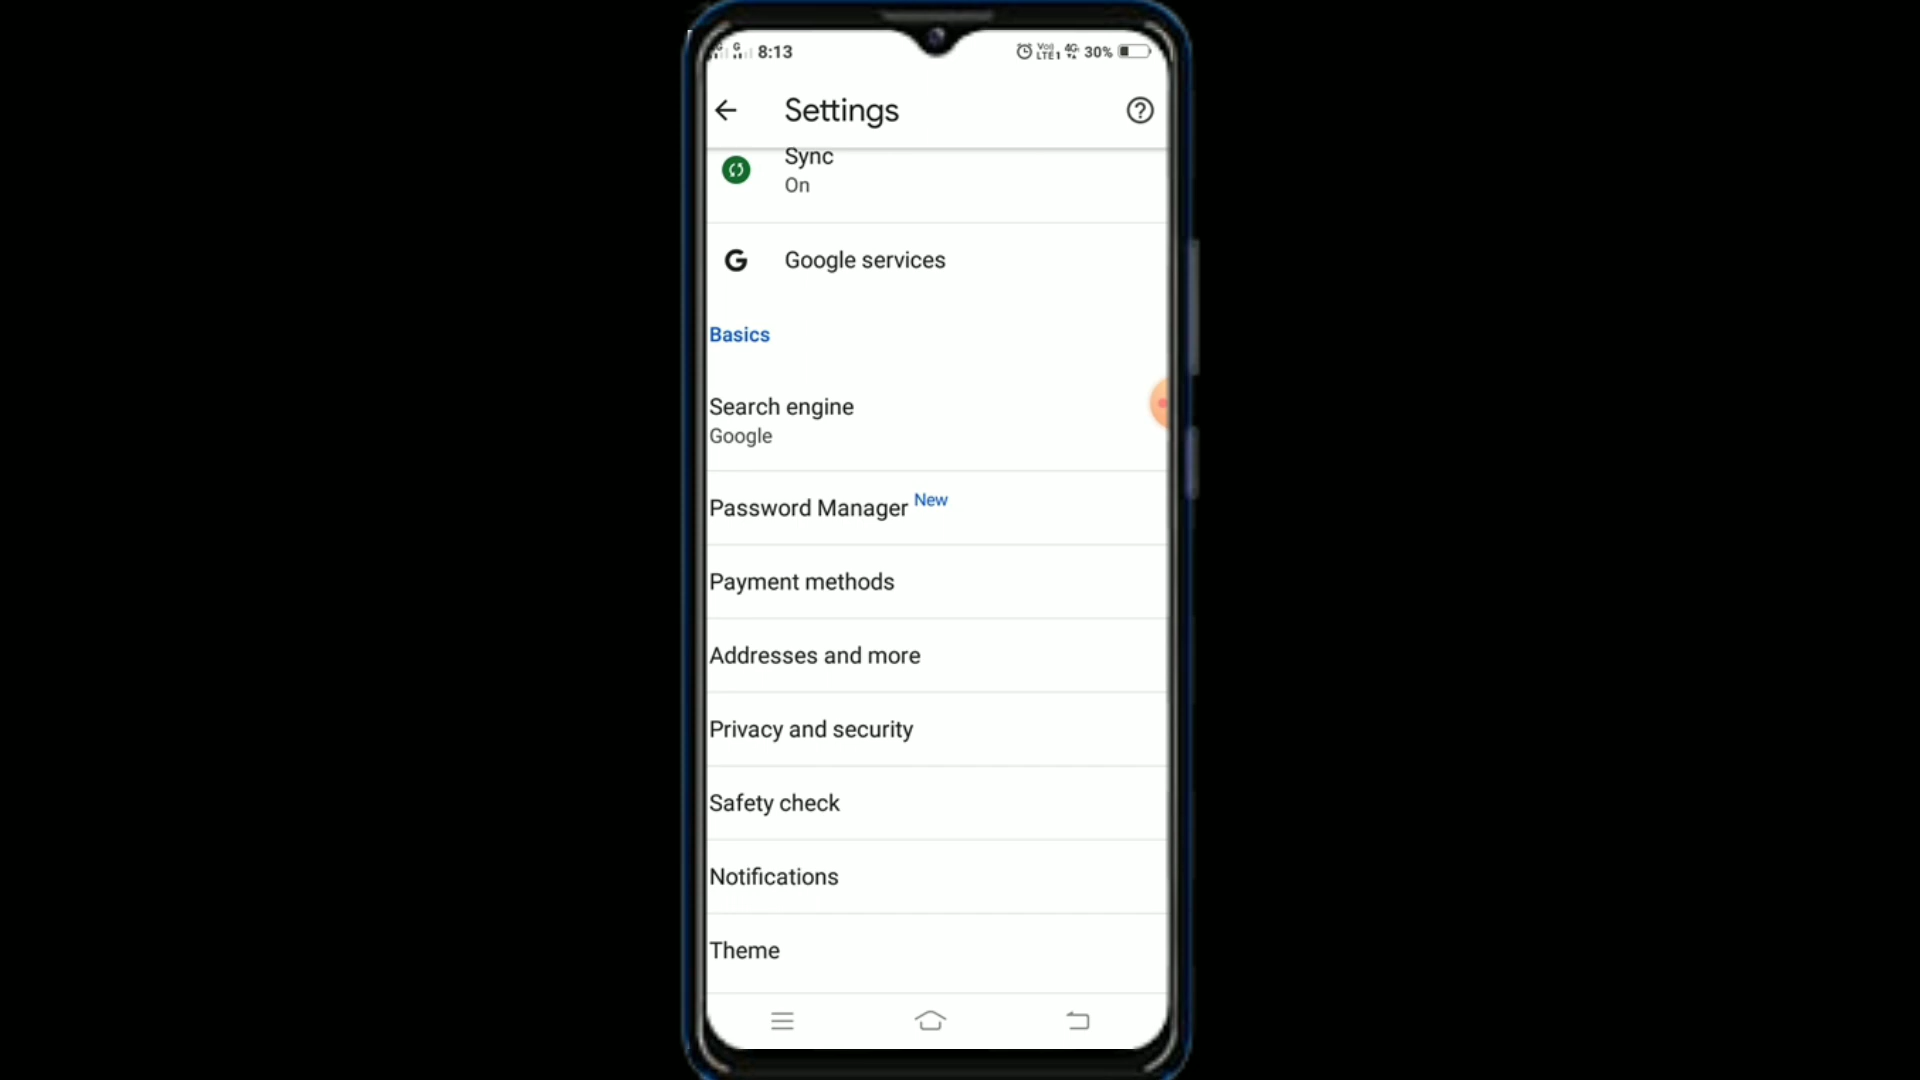 8:13 30%
Settings
Sync
On
Google services
Basics
Search engine
Google
Password Manager New
Payment methods
Addresses and more
Privacy and security
Safety check
Notifications
Theme